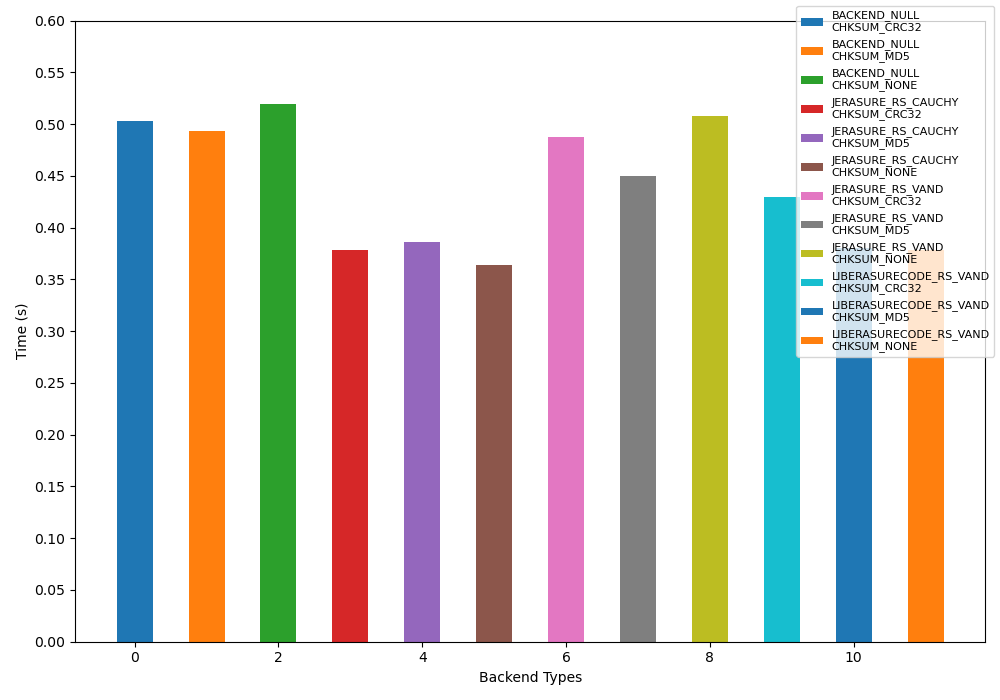 0.60
0.55
0.50
0.45
0.40
0.35
0.30
0.25
0.20
0.15
0.10
0.05
0.00
Time (s)
0 2 4 6 8 10
Backend Types
BACKEND_NULL
CHKSUM_CRC32
BACKEND_NULL
CHKSUM_MD5
BACKEND_NULL
CHKSUM_NONE
JERASURE_RS_CAUCHY
CHKSUM_CRC32
JERASURE_RS_CAUCHY
CHKSUM_MD5
JERASURE_RS_CAUCHY
CHKSUM_NONE
JERASURE_RS_VAND
CHKSUM_CRC32
JERASURE_RS_VAND
CHKSUM_MD5
JERASURE_RS_VAND
CHKSUM_NONE
LIBERASURECODE_RS_VAND
CHKSUM_CRC32
LIBERASURECODE_RS_VAND
CHKSUM_MD5
LIBERASURECODE_RS_VAND
CHKSUM_NONE